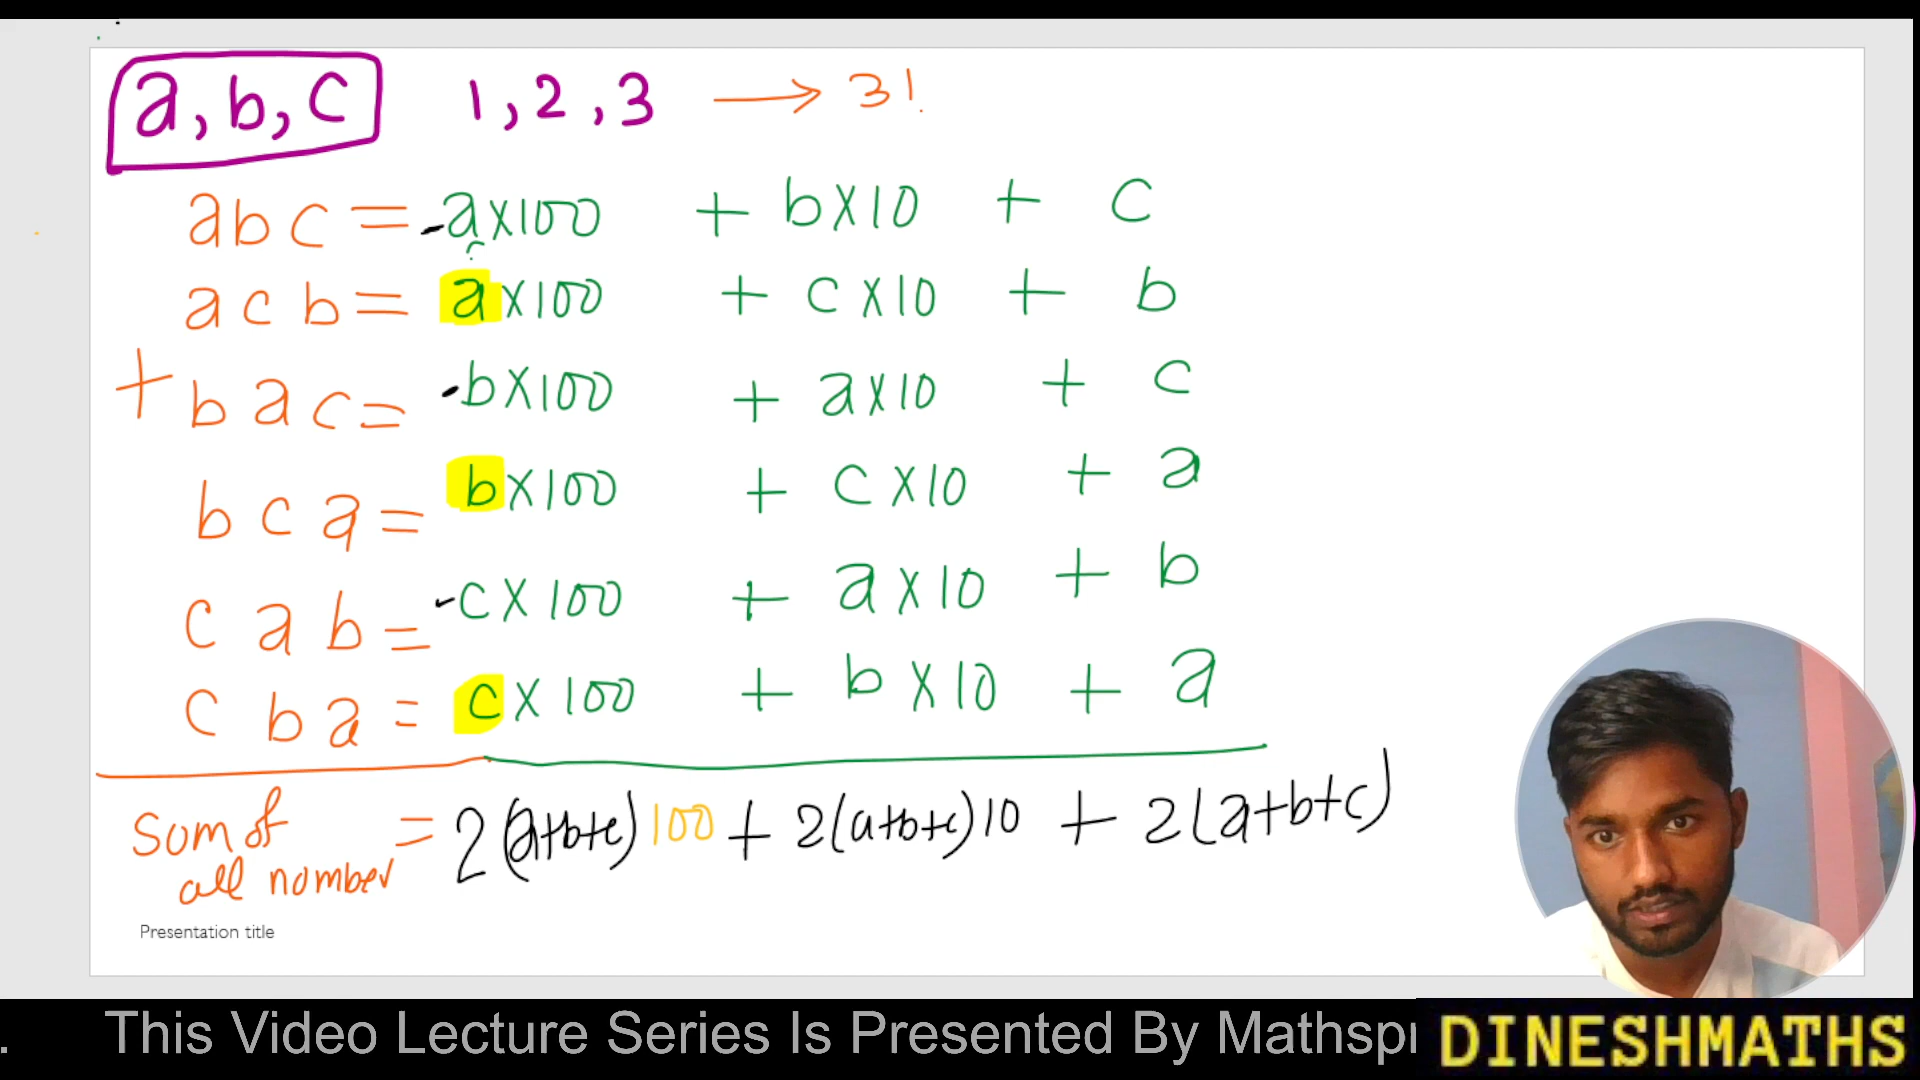 a, b, c 1, 2, 3 → 3!
abc = -a×100 + b×10 + c
acb = a×100 + c×10 + b
+ bac = -b×100 + a×10 + c
bca = b×100 + c×10 + a
cab = -c×100 + a×10 + b
cba = c×100 + b×10 + a
Sum of all number = 2(a+b+c)100 + 2(a+b+c)10 + 2(a+b+c)
Presentation title
. This Video Lecture Series Is Presented By Mathspr
DINESHMATHS